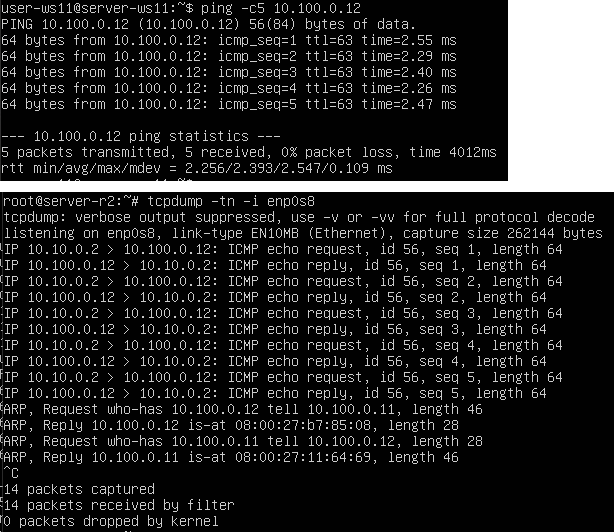 user-ws11@server-ws11:~$ ping -c5 10.100.0.12
PING 10.100.0.12 (10.100.0.12) 56(84) bytes of data.
64 bytes from 10.100.0.12: icmp_seq=1 ttl=63 time=2.55 ms
64 bytes from 10.100.0.12: icmp_seq=2 ttl=63 time=2.29 ms
64 bytes from 10.100.0.12: icmp_seq=3 ttl=63 time=2.40 ms
64 bytes from 10.100.0.12: icmp_seq=4 ttl=63 time=2.26 ms
64 bytes from 10.100.0.12: icmp_seq=5 ttl=63 time=2.47 ms
--- 10.100.0.12 ping statistics ---
5 packets transmitted, 5 received, 0% packet loss, time 4012ms
rtt min/avg/max/mdev = 2.256/2.393/2.547/0.109 ms
root@server-r2:~# tcpdump -tn -i enp0s8
tcpdump: verbose output suppressed, use -v or -vv for full protocol decode
listening on enp0s8, link-type EN10MB (Ethernet), capture size 262144 bytes
IP 10.10.0.2 > 10.100.0.12: ICMP echo request, id 56, seq 1, length 64
IP 10.100.0.12 > 10.10.0.2: ICMP echo reply, id 56, seq 1, length 64
IP 10.10.0.2 > 10.100.0.12: ICMP echo request, id 56, seq 2, length 64
IP 10.100.0.12 > 10.10.0.2: ICMP echo reply, id 56, seq 2, length 64
IP 10.10.0.2 > 10.100.0.12: ICMP echo request, id 56, seq 3, length 64
IP 10.100.0.12 > 10.10.0.2: ICMP echo reply, id 56, seq 3, length 64
IP 10.10.0.2 > 10.100.0.12: ICMP echo request, id 56, seq 4, length 64
IP 10.100.0.12 > 10.10.0.2: ICMP echo reply, id 56, seq 4, length 64
IP 10.10.0.2 > 10.100.0.12: ICMP echo request, id 56, seq 5, length 64
IP 10.100.0.12 > 10.10.0.2: ICMP echo reply, id 56, seq 5, length 64
ARP, Request who-has 10.100.0.12 tell 10.100.0.11, length 46
ARP, Reply 10.100.0.12 is-at 08:00:27:b7:85:08, length 28
ARP, Request who-has 10.100.0.11 tell 10.100.0.12, length 28
ARP, Reply 10.100.0.11 is-at 08:00:27:11:64:69, length 46
^C
14 packets captured
14 packets received by filter
0 packets dropped by kernel